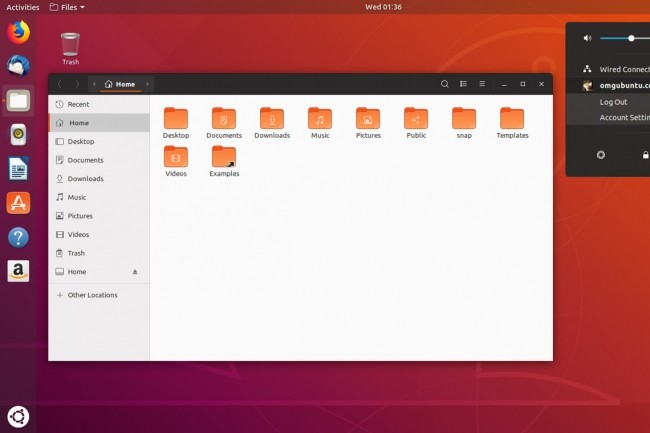 Activities Files Wed 01:36
Trash
Home
Recent
Home
Desktop
Documents
Downloads
Music
Pictures
Videos
Trash
Home
Other Locations
Desktop Documents Downloads Music Pictures Public snap Templates
Videos Examples
Wired Connect
omgubuntu.co
Log Out
Account Settin